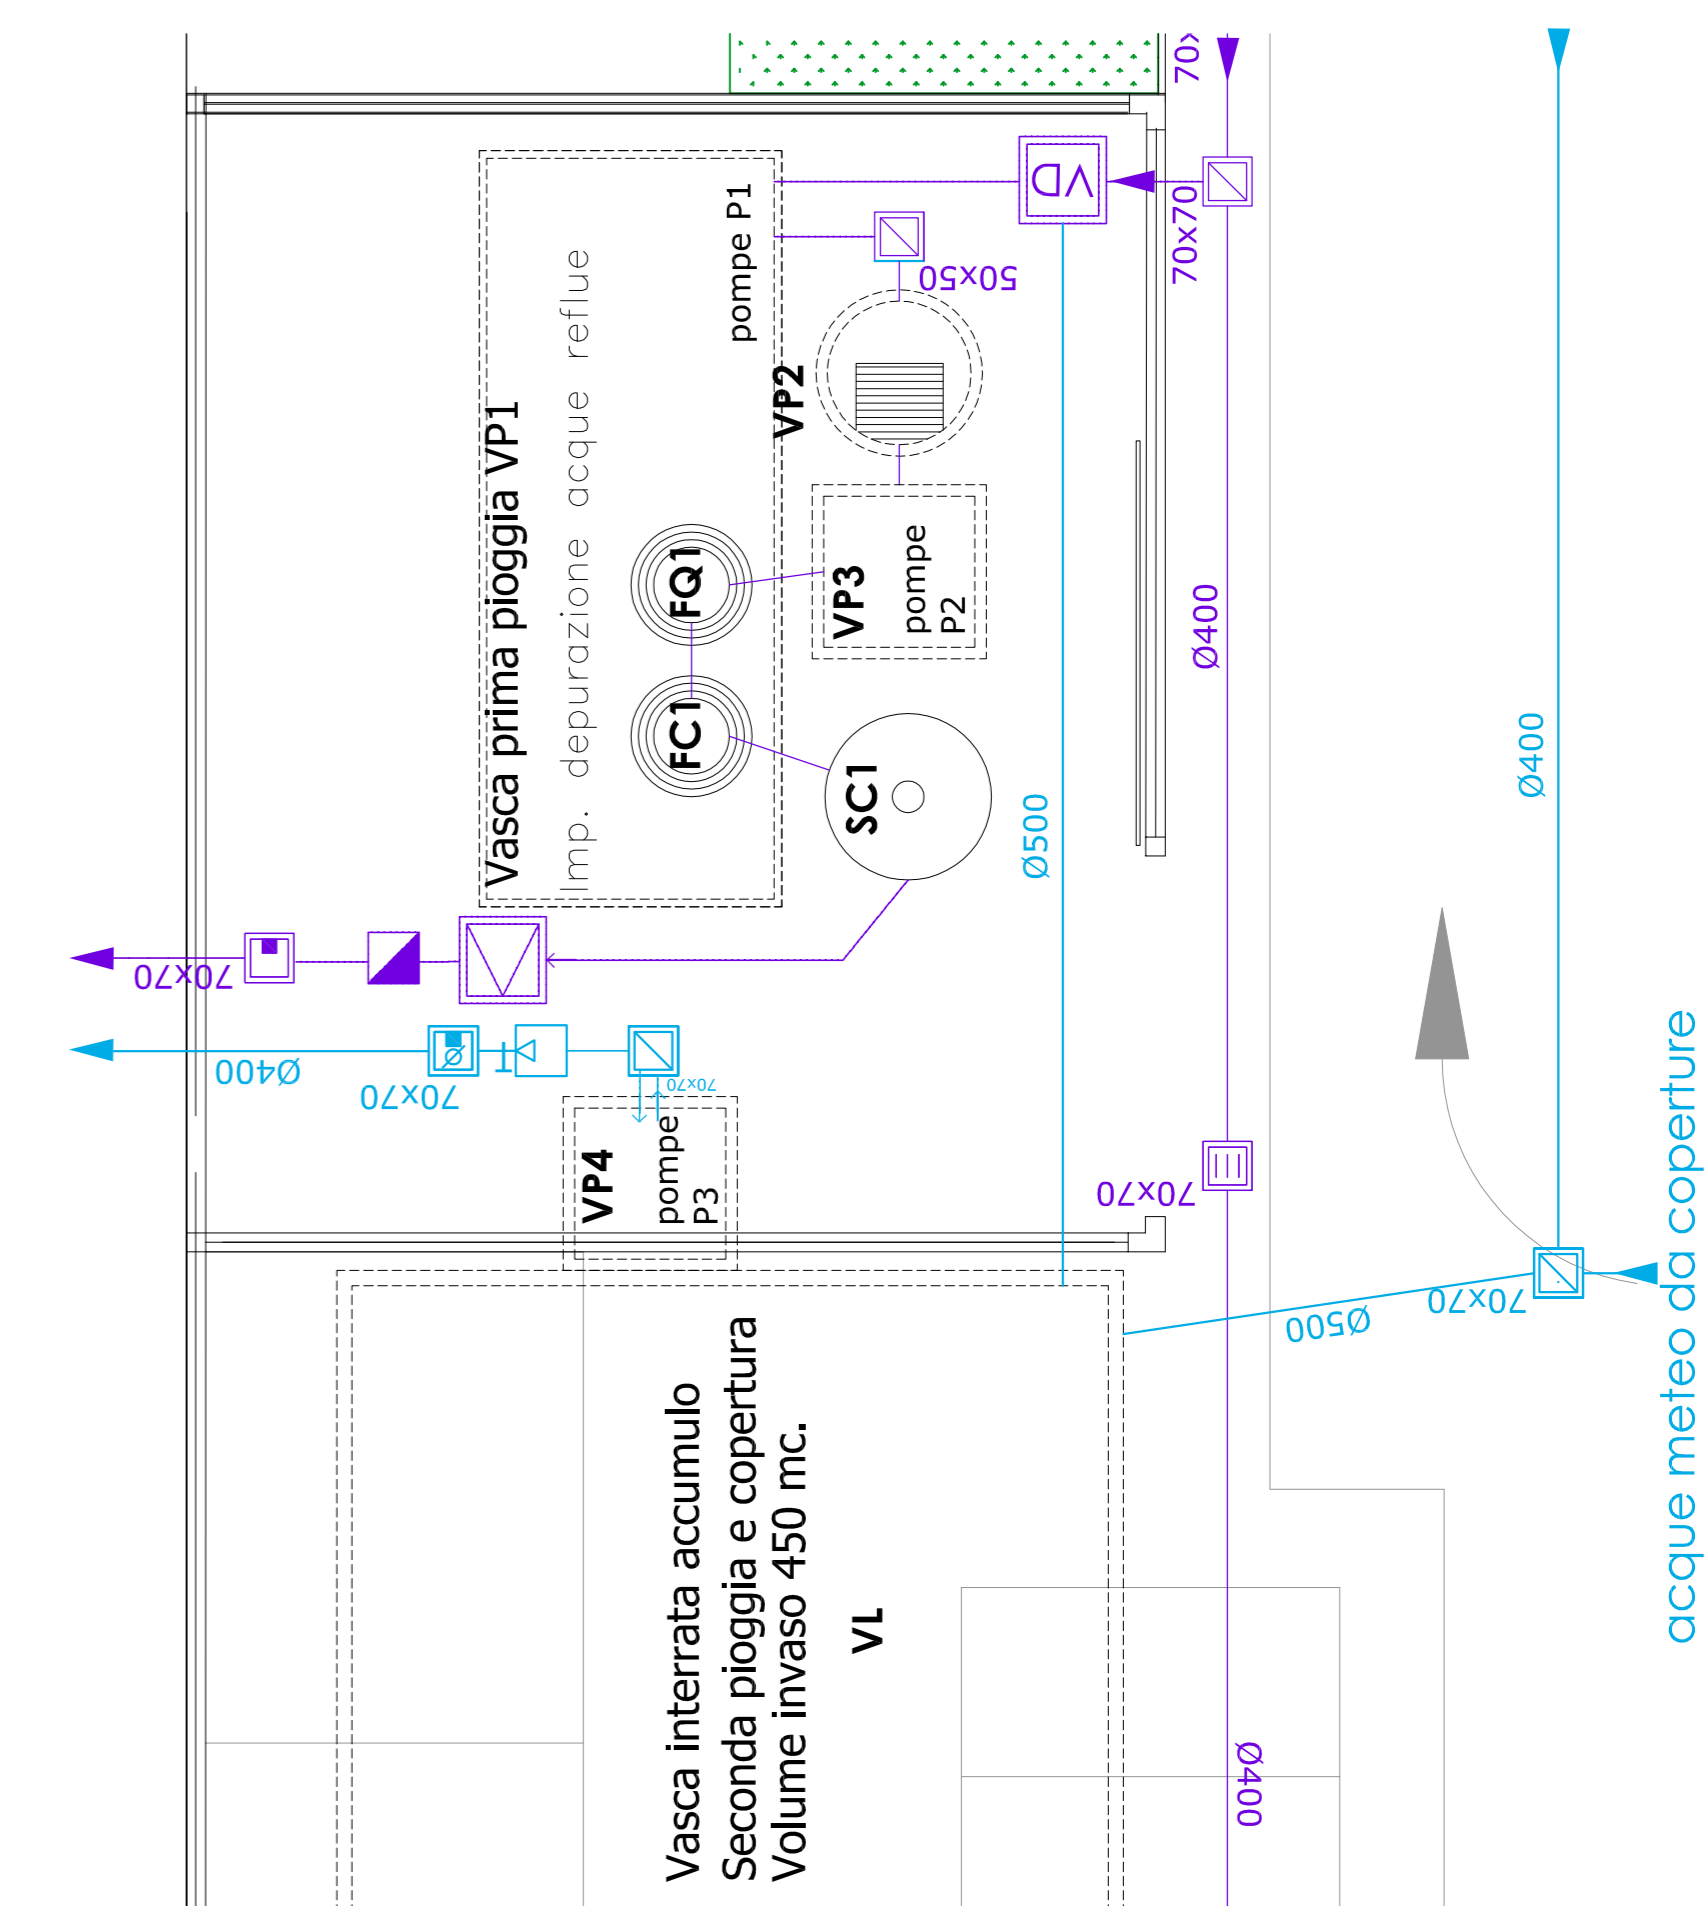 70x
VD
70x70
pompe P1
50x50
Vasca prima pioggia VP1
Imp. depurazione acque reflue
VP2
FQ1
VP3
pompe
P2
FC1
SC1
Ø400
Ø400
Ø500
70x70
Ø400
70x70
70x70
VP4
pompe
P3
70x70
Ø500
70x70
acque meteo da coperture
Vasca interrata accumulo
Seconda pioggia e copertura
Volume invaso 450 mc.
VL
Ø400